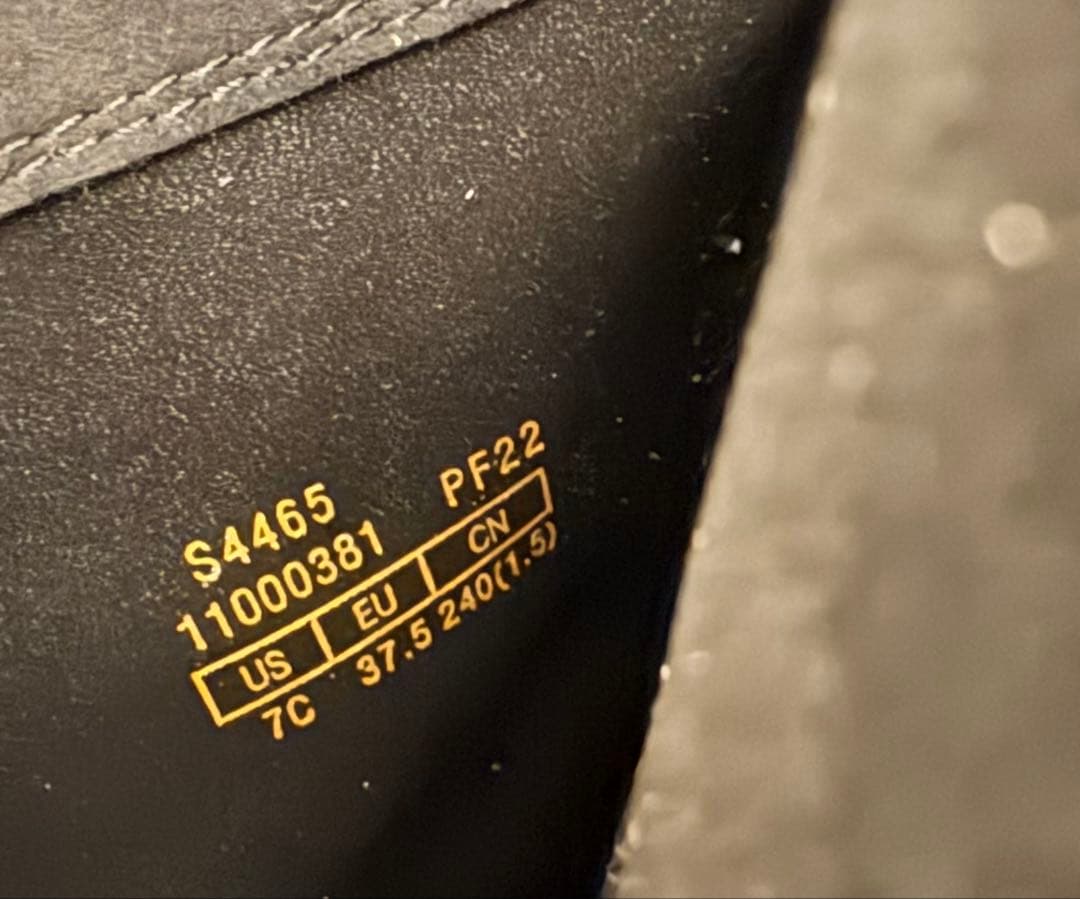 S4465 PF22
11000381
US EU CN
7C 37.5 240(1.5)